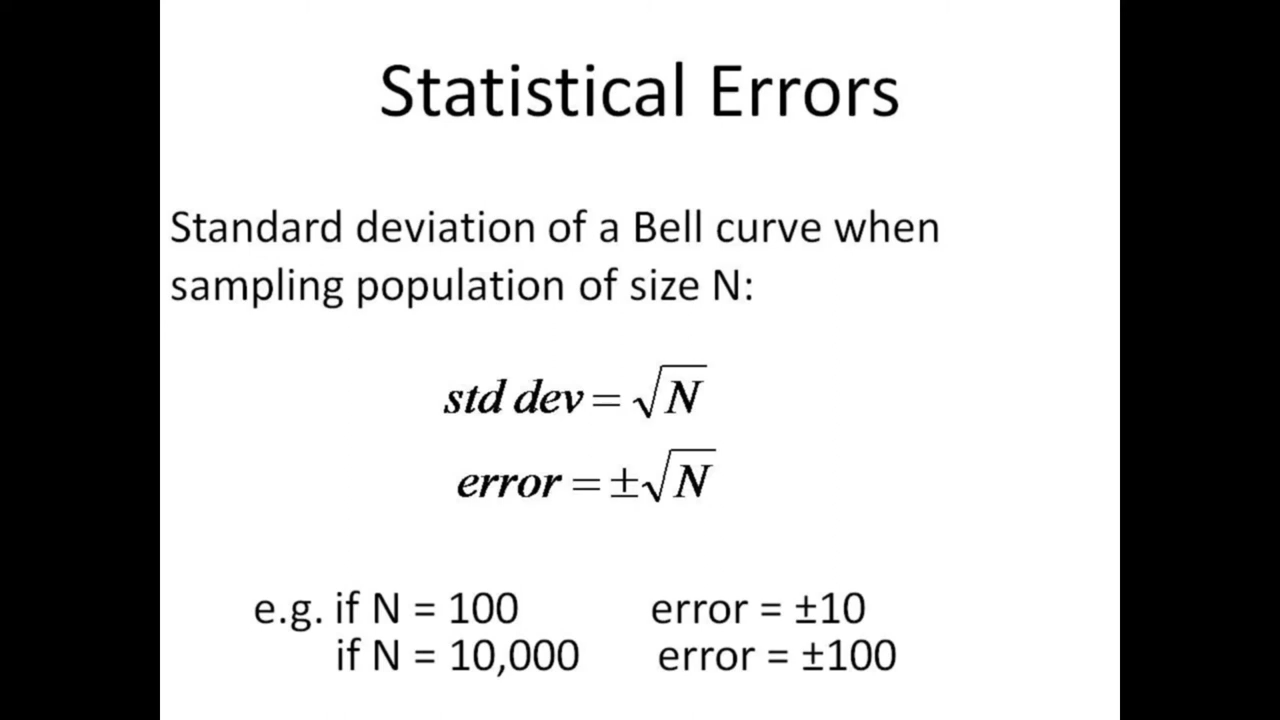 Statistical Errors
Standard deviation of a Bell curve when
sampling population of size N:
std dev = √N
error = ±√N
e.g. if N = 100 error = ±10
if N = 10,000 error = ±100